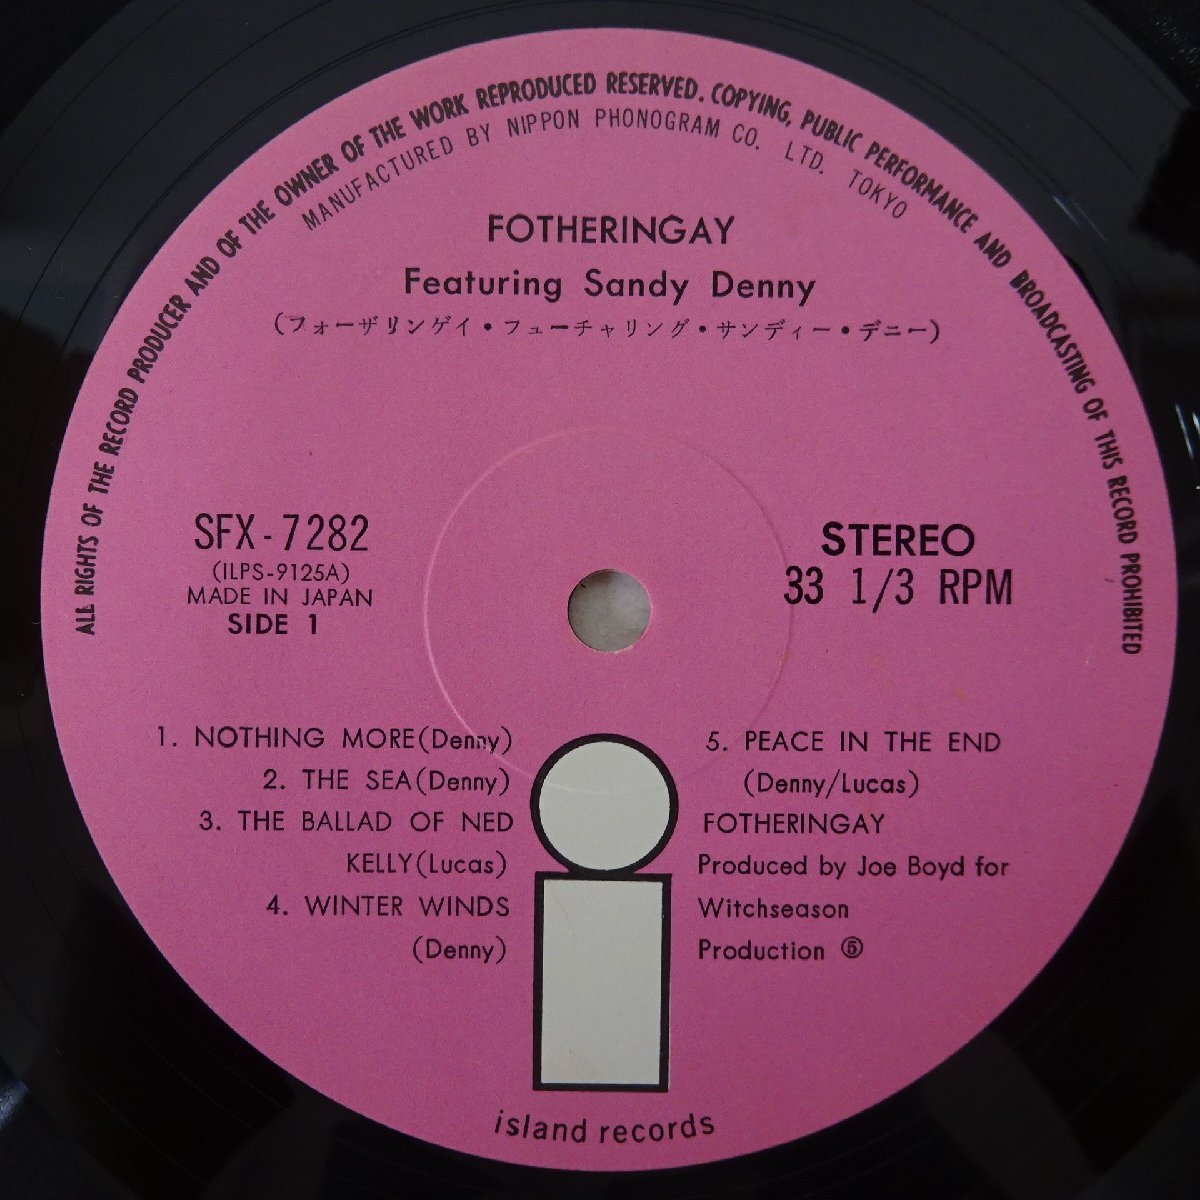 ALL RIGHTS OF THE RECORD PRODUCER AND OF THE OWNER OF THE WORK REPRODUCED RESERVED. COPYING, PUBLIC PERFORMANCE AND BROADCASTING OF THIS RECORD PROHIBITED
MANUFACTURED BY NIPPON PHONOGRAM CO. LTD. TOKYO
FOTHERINGAY
Featuring Sandy Denny
(フォーザリンゲイ・フューチャリング・サンディー・デニー)
SFX-7282
(ILPS-9125A)
MADE IN JAPAN
SIDE 1
STEREO
33 1/3 RPM
1. NOTHING MORE(Denny)
2. THE SEA(Denny)
3. THE BALLAD OF NED
KELLY(Lucas)
4. WINTER WINDS
(Denny)
5. PEACE IN THE END
(Denny/Lucas)
FOTHERINGAY
Produced by Joe Boyd for
Witchseason
Production ⑤
i
island records